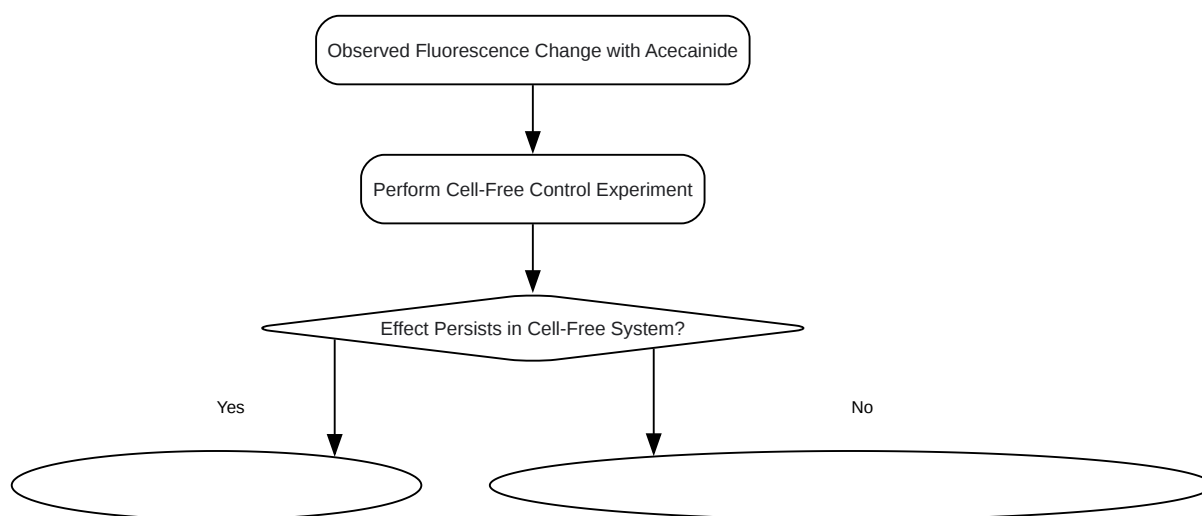 Observed Fluorescence Change with Acecainide
Perform Cell-Free Control Experiment
Effect Persists in Cell-Free System?
Yes
No